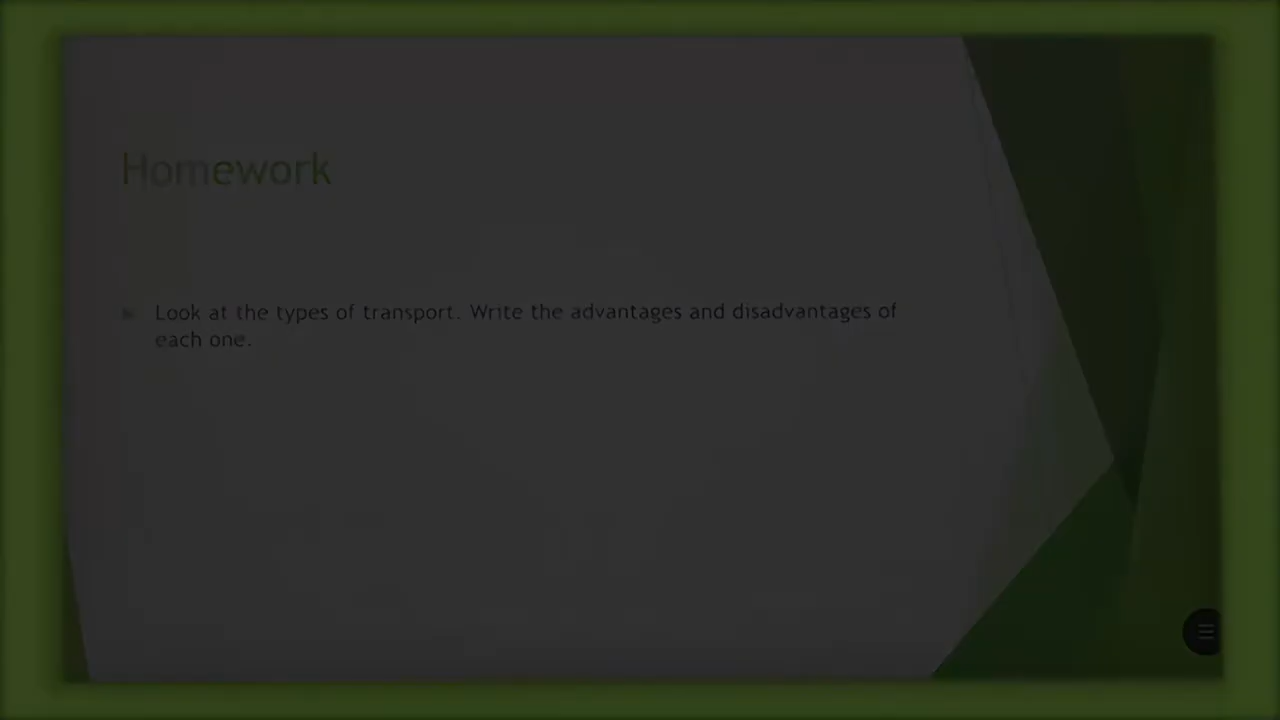 Homework
Look at the types of transport. Write the advantages and disadvantages of
each one.